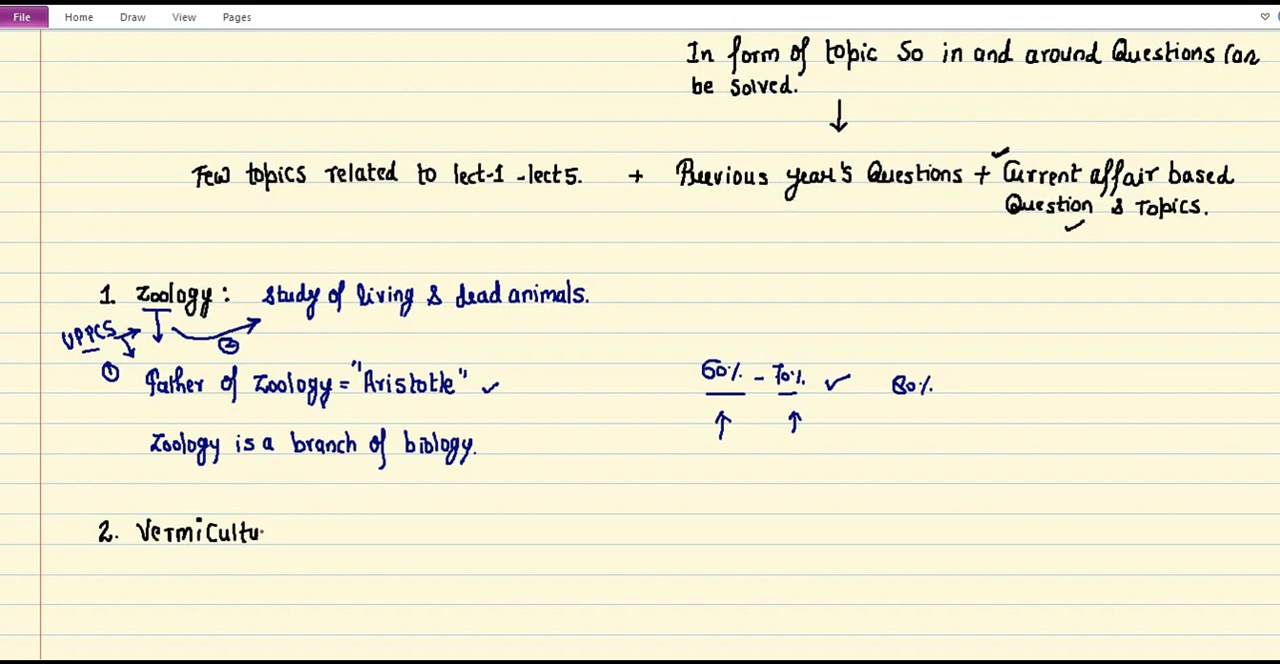 File Home Draw View Pages
In form of topic So in and around Questions Can
be Solved.
Few topics related to lect-1 -lect5. + Previous year's Questions + Current affair based
Question & Topics.
1. Zoology: Study of living & dead animals.
UPPCS
2
1 Father of Zoology = "Aristotle"
60% - 70% 80%
Zoology is a branch of biology.
2. Vermicultu